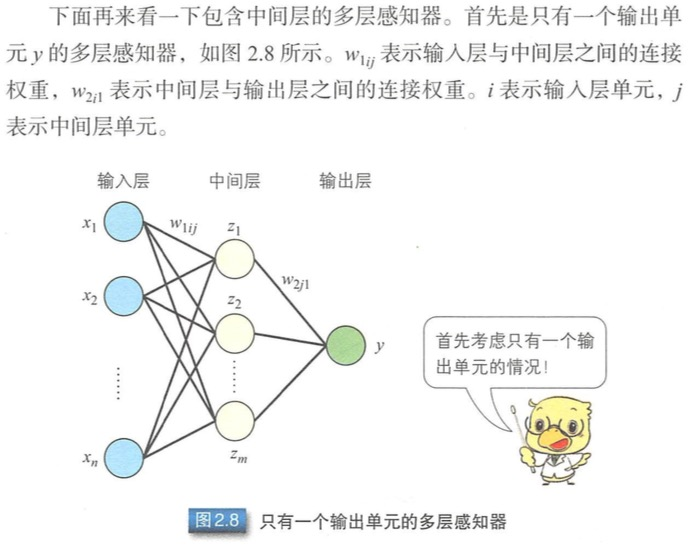 下面再来看一下包含中间层的多层感知器。首先是只有一个输出单
元 y 的多层感知器，如图 2.8 所示。w1ij 表示输入层与中间层之间的连接
权重，w2j1 表示中间层与输出层之间的连接权重。i 表示输入层单元，j
表示中间层单元。
输入层 中间层 输出层
x1 w1ij z1
w2j1
x2 z2
y
首先考虑只有一个输
出单元的情况！
xn zm
图2.8 只有一个输出单元的多层感知器